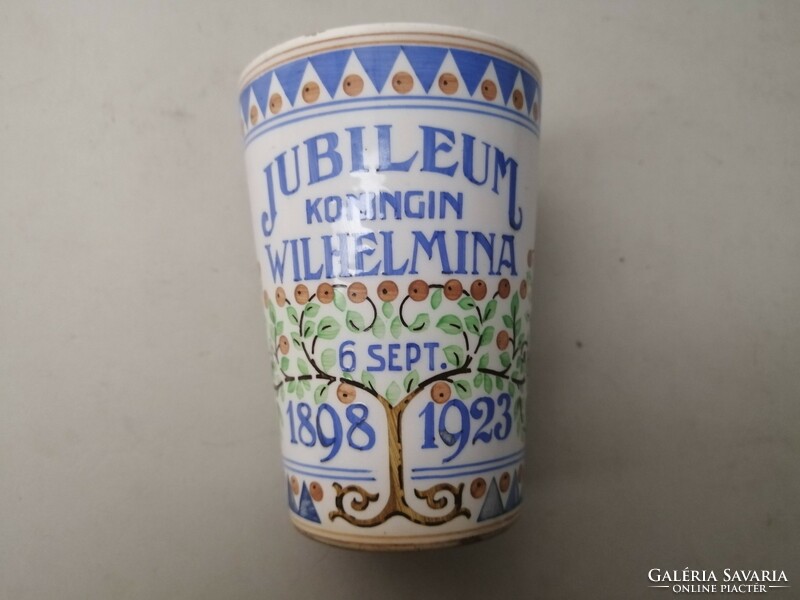 JUBILEUM
KONINGIN
WILHELMINA
6 SEPT.
1898 1923
GALÉRIA SAVARIA
ONLINE PIACTÉR